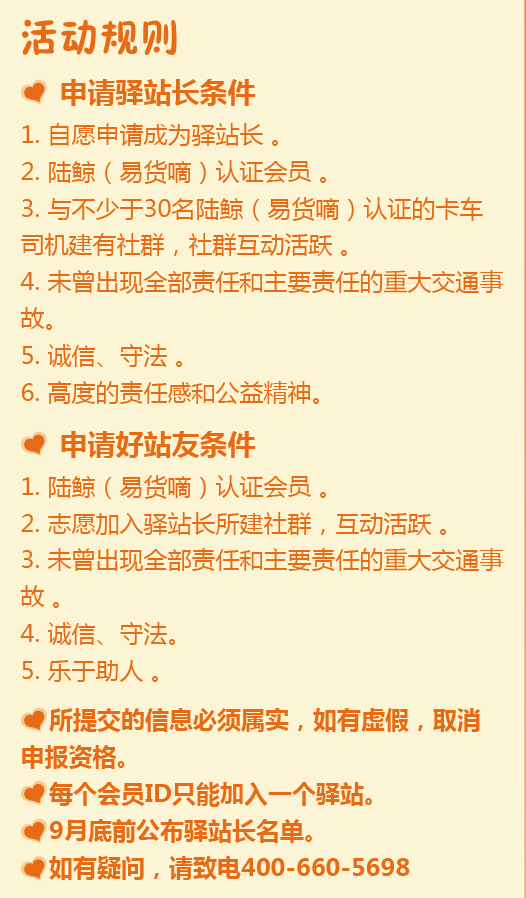 活动规则
申请驿站长条件
1. 自愿申请成为驿站长 。
2. 陆鲸（易货嘀）认证会员 。
3. 与不少于30名陆鲸（易货嘀）认证的卡车
司机建有社群，社群互动活跃 。
4. 未曾出现全部责任和主要责任的重大交通事
故。
5. 诚信、守法 。
6. 高度的责任感和公益精神。
申请好站友条件
1. 陆鲸（易货嘀）认证会员 。
2. 志愿加入驿站长所建社群，互动活跃 。
3. 未曾出现全部责任和主要责任的重大交通事
故 。
4. 诚信、守法。
5. 乐于助人 。
所提交的信息必须属实，如有虚假，取消
申报资格。
每个会员ID只能加入一个驿站。
9月底前公布驿站长名单。
如有疑问，请致电400-660-5698